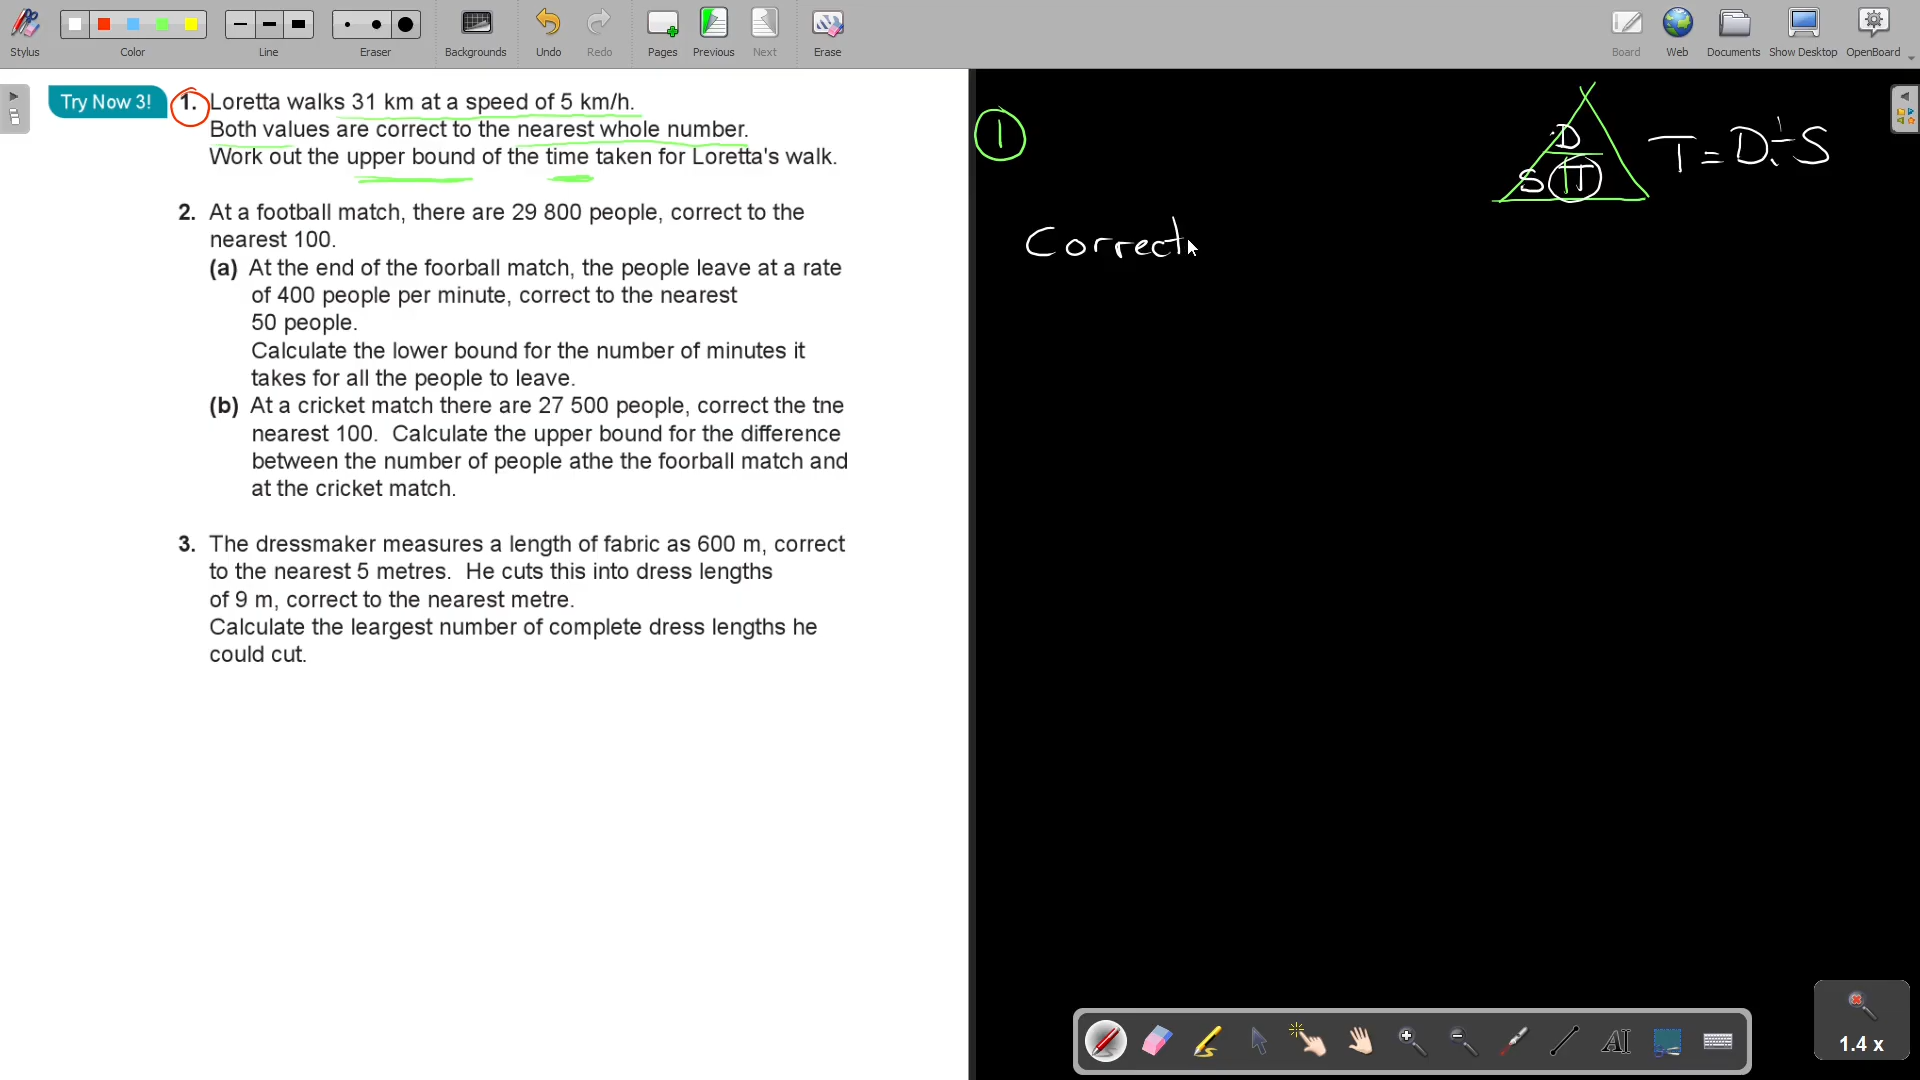 Stylus
Color
Line
Eraser
Backgrounds
Undo
Redo
Pages
Previous
Next
Erase
Board
Web
Documents
Show Desktop
OpenBoard
Try Now 3!
1. Loretta walks 31 km at a speed of 5 km/h.
Both values are correct to the nearest whole number.
Work out the upper bound of the time taken for Loretta's walk.
2. At a football match, there are 29 800 people, correct to the
nearest 100.
(a) At the end of the foorball match, the people leave at a rate
of 400 people per minute, correct to the nearest
50 people.
Calculate the lower bound for the number of minutes it
takes for all the people to leave.
(b) At a cricket match there are 27 500 people, correct the tne
nearest 100. Calculate the upper bound for the difference
between the number of people athe the foorball match and
at the cricket match.
3. The dressmaker measures a length of fabric as 600 m, correct
to the nearest 5 metres. He cuts this into dress lengths
of 9 m, correct to the nearest metre.
Calculate the leargest number of complete dress lengths he
could cut.
1
D
S T
T = D ÷ S
Correct
AI
1.4 x